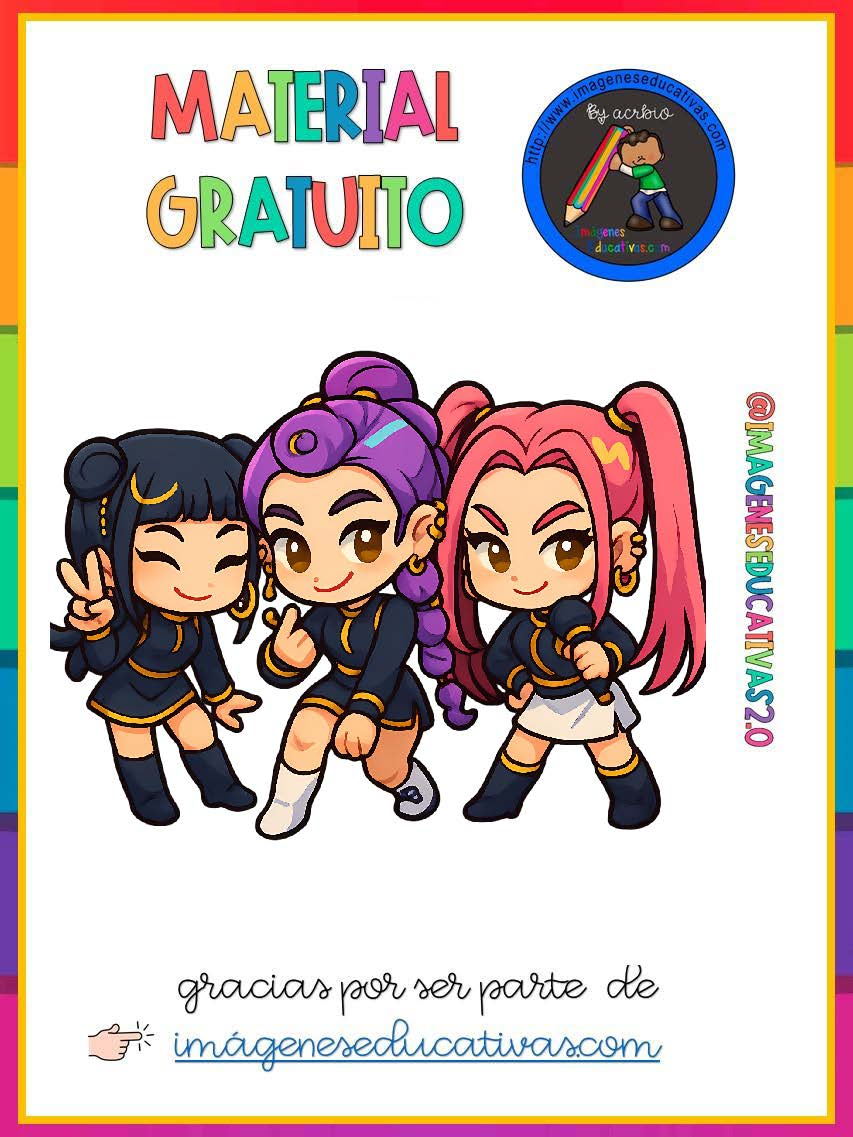 MATERIAL
GRATUITO
http://www.imageneseducativas.com
By acrbio
imágenes
Educativas.com
@IMAGENESEDUCATIVAS2.0
gracias por ser parte de
imágeneseducativas.com